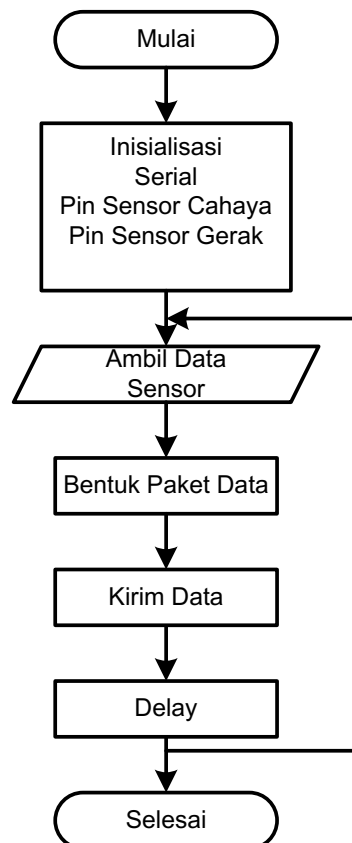 Mulai
Inisialisasi
Serial
Pin Sensor Cahaya
Pin Sensor Gerak
Ambil Data
Sensor
Bentuk Paket Data
Kirim Data
Delay
Selesai